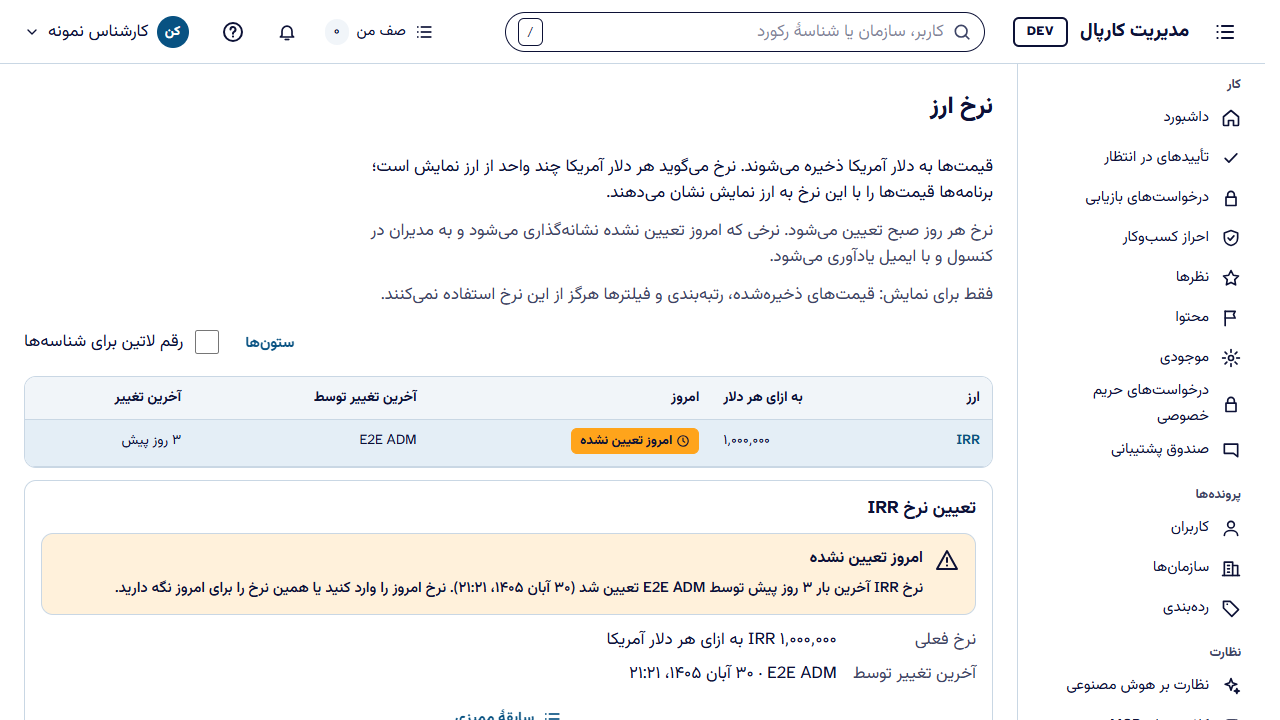 مدیریت کارپال
DEV
کاربر، سازمان یا شناسهٔ رکورد
/
صف من
۰
کن
کارشناس نمونه
کار
داشبورد
تأییدهای در انتظار
درخواست‌های بازیابی
احراز کسب‌وکار
نظرها
محتوا
موجودی
درخواست‌های حریم
خصوصی
صندوق پشتیبانی
پرونده‌ها
کاربران
سازمان‌ها
رده‌بندی
نظارت
نظارت بر هوش مصنوعی
نرخ ارز
قیمت‌ها به دلار آمریکا ذخیره می‌شوند. نرخ می‌گوید هر دلار آمریکا چند واحد از ارز نمایش است؛
برنامه‌ها قیمت‌ها را با این نرخ به ارز نمایش نشان می‌دهند.
نرخ هر روز صبح تعیین می‌شود. نرخی که امروز تعیین نشده نشانه‌گذاری می‌شود و به مدیران در
کنسول و با ایمیل یادآوری می‌شود.
فقط برای نمایش: قیمت‌های ذخیره‌شده، رتبه‌بندی و فیلترها هرگز از این نرخ استفاده نمی‌کنند.
ستون‌ها
رقم لاتین برای شناسه‌ها
ارز
به ازای هر دلار
امروز
آخرین تغییر توسط
آخرین تغییر
IRR
۱,۰۰۰,۰۰۰
امروز تعیین نشده
E2E ADM
۳ روز پیش
تعیین نرخ IRR
امروز تعیین نشده
نرخ IRR آخرین بار ۳ روز پیش توسط E2E ADM تعیین شد (۳۰ آبان ۱۴۰۵، ۲۱:۲۱). نرخ امروز را وارد کنید یا همین نرخ را برای امروز نگه دارید.
نرخ فعلی
۱,۰۰۰,۰۰۰ IRR به ازای هر دلار آمریکا
آخرین تغییر توسط
E2E ADM · ۳۰ آبان ۱۴۰۵، ۲۱:۲۱
سابقهٔ ممیزی